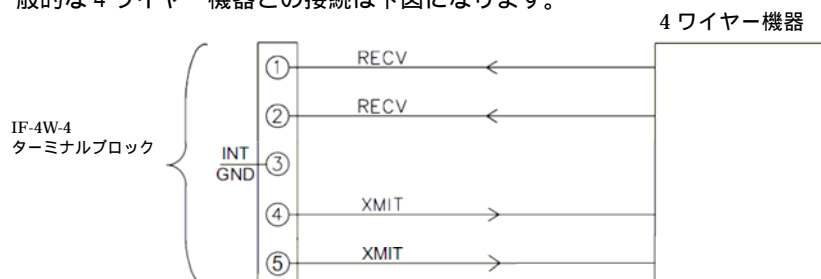 般的な 4 ワイヤー機器との接続は下図になります。
4 ワイヤー機器
① RECV
② RECV
IF-4W-4
ターミナルブロック
INT
GND
③
④ XMIT
⑤ XMIT